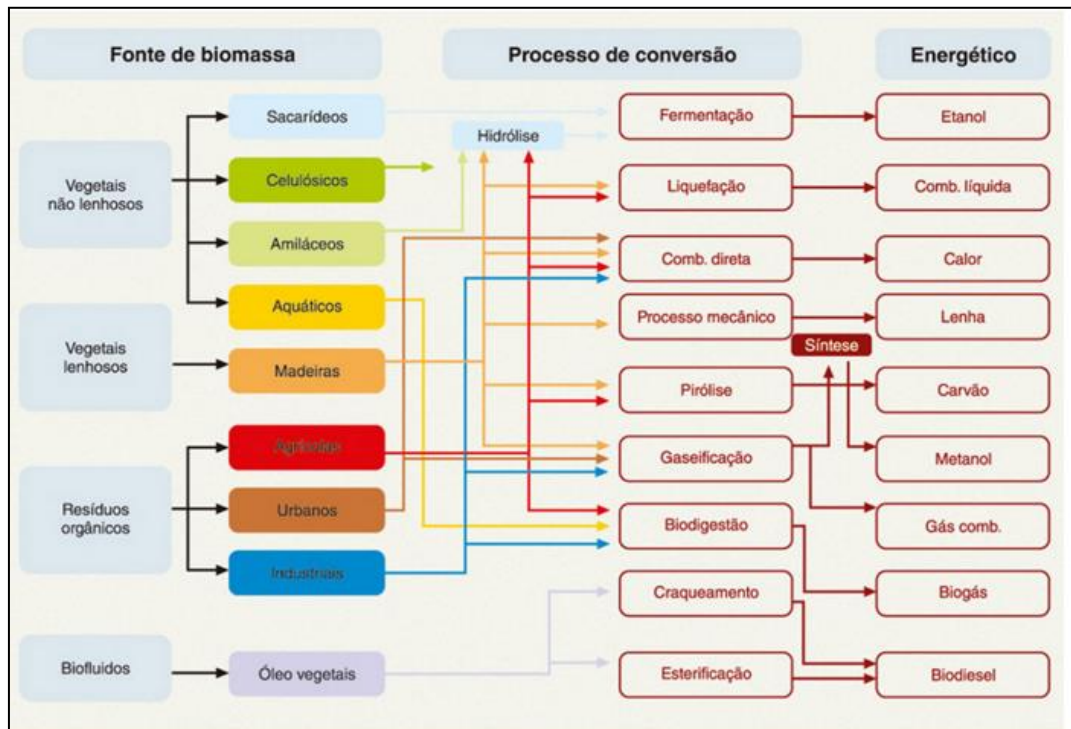 Fonte de biomassa
Processo de conversão
Energético
Vegetais
não lenhosos
Vegetais
lenhosos
Resíduos
orgânicos
Biofluidos
Sacarídeos
Celulósicos
Amiláceos
Aquáticos
Madeiras
Agrícolas
Urbanos
Industriais
Óleo vegetais
Hidrólise
Fermentação
Liquefação
Comb. direta
Processo mecânico
Síntese
Pirólise
Gaseificação
Biodigestão
Craqueamento
Esterificação
Etanol
Comb. líquida
Calor
Lenha
Carvão
Metanol
Gás comb.
Biogás
Biodiesel